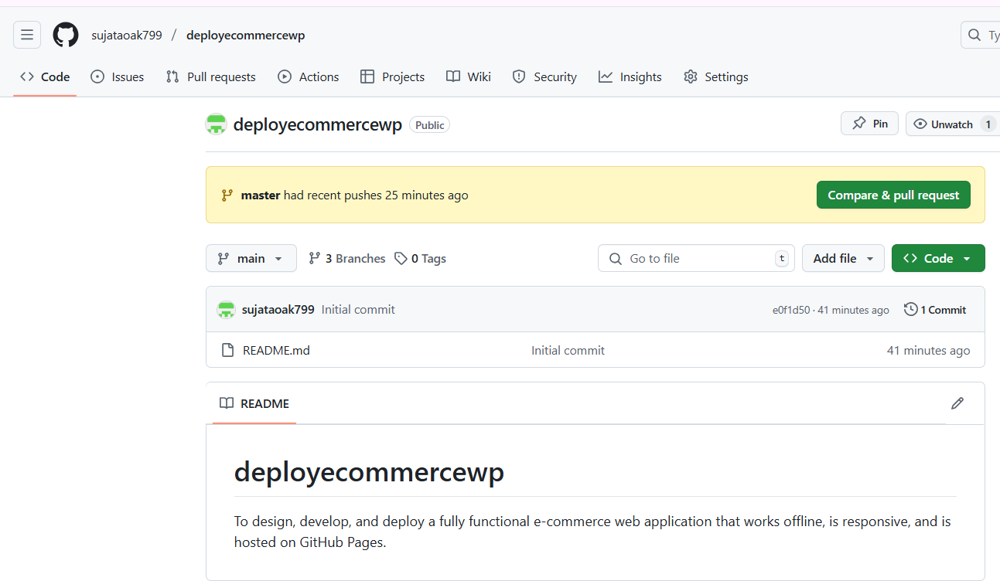 sujataoak799 / deployecommercewp
Ty
Code Issues Pull requests Actions Projects Wiki Security Insights Settings
deployecommercewp Public Pin Unwatch 1
master had recent pushes 25 minutes ago Compare & pull request
main 3 Branches 0 Tags Go to file t Add file Code
sujataoak799 Initial commit e0f1d50 · 41 minutes ago 1 Commit
README.md Initial commit 41 minutes ago
README
deployecommercewp
To design, develop, and deploy a fully functional e-commerce web application that works offline, is responsive, and is
hosted on GitHub Pages.